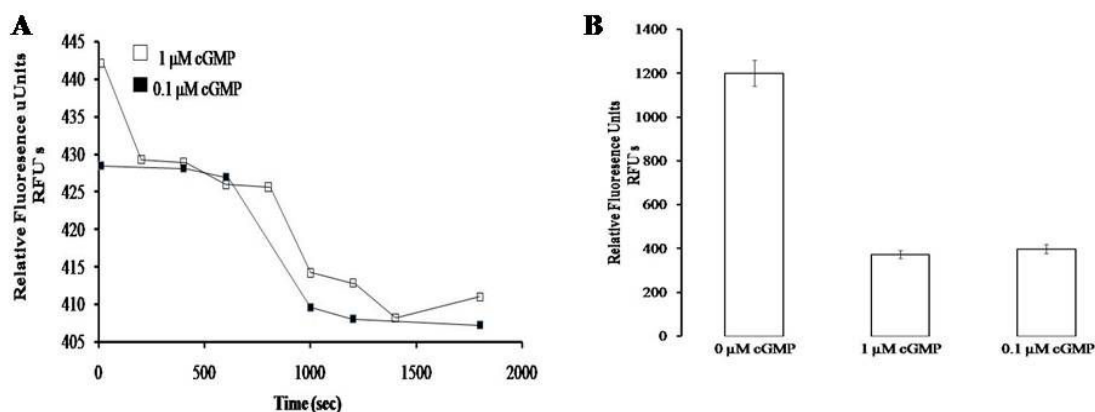 A
Relative Fluoresence uUnits
RFU`s
445
440
435
430
425
420
415
410
405
1 µM cGMP
0.1 µM cGMP
0
500
1000
1500
2000
Time (sec)
B
Relative Fluoresence Units
RFU`s
1400
1200
1000
800
600
400
200
0
0 µM cGMP
1 µM cGMP
0.1 µM cGMP